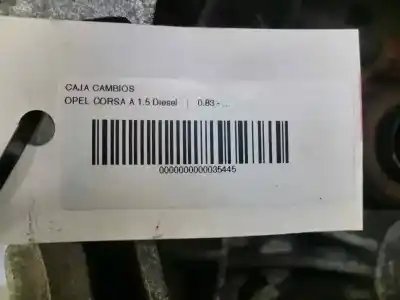 CAJA CAMBIOS
OPEL CORSA A 1.5 Diesel | 0.83 - ...
0000000000035445